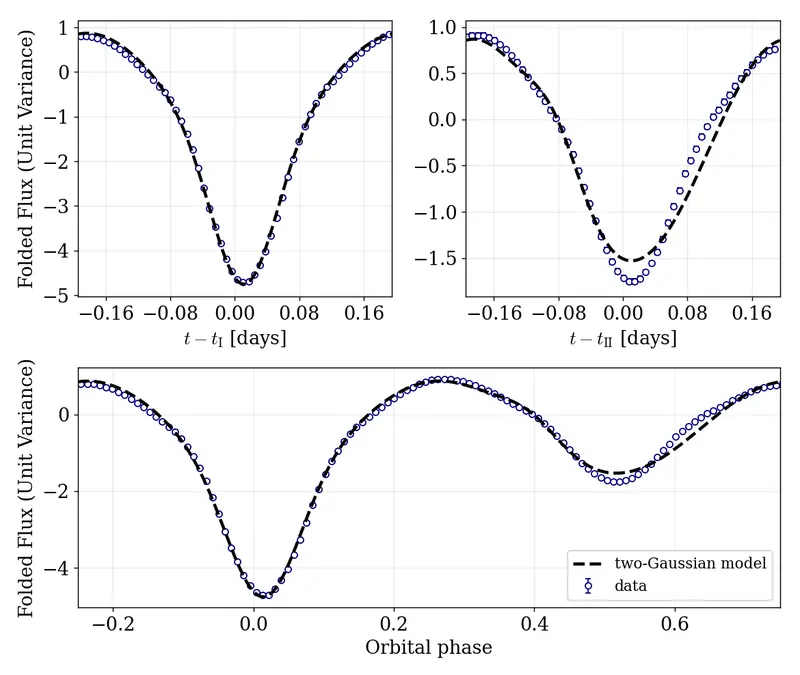 Folded Flux (Unit Variance)
1
0
−1
−2
−3
−4
−5
−0.16 −0.08 0.00 0.08 0.16
t − tI [days]
1.0
0.5
0.0
−0.5
−1.0
−1.5
−0.16 −0.08 0.00 0.08 0.16
t − tII [days]
Folded Flux (Unit Variance)
0
−2
−4
−0.2 0.0 0.2 0.4 0.6
Orbital phase
two-Gaussian model
data